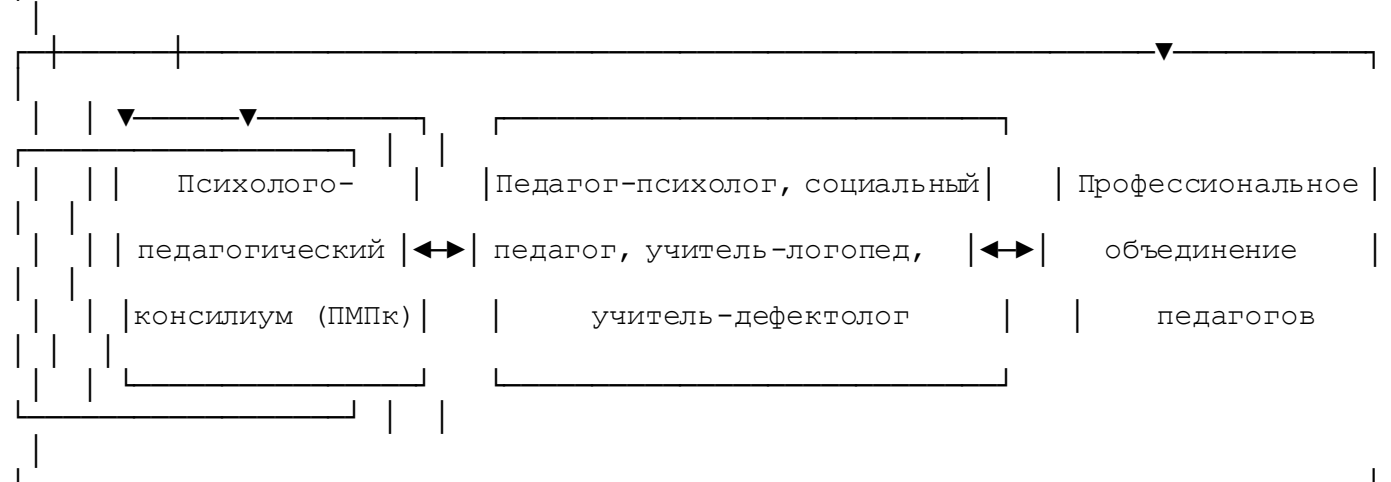 Психолого- Педагог-психолог, социальный Профессиональное
педагогический педагог, учитель-логопед, объединение
консилиум (ПМПк) учитель-дефектолог педагогов